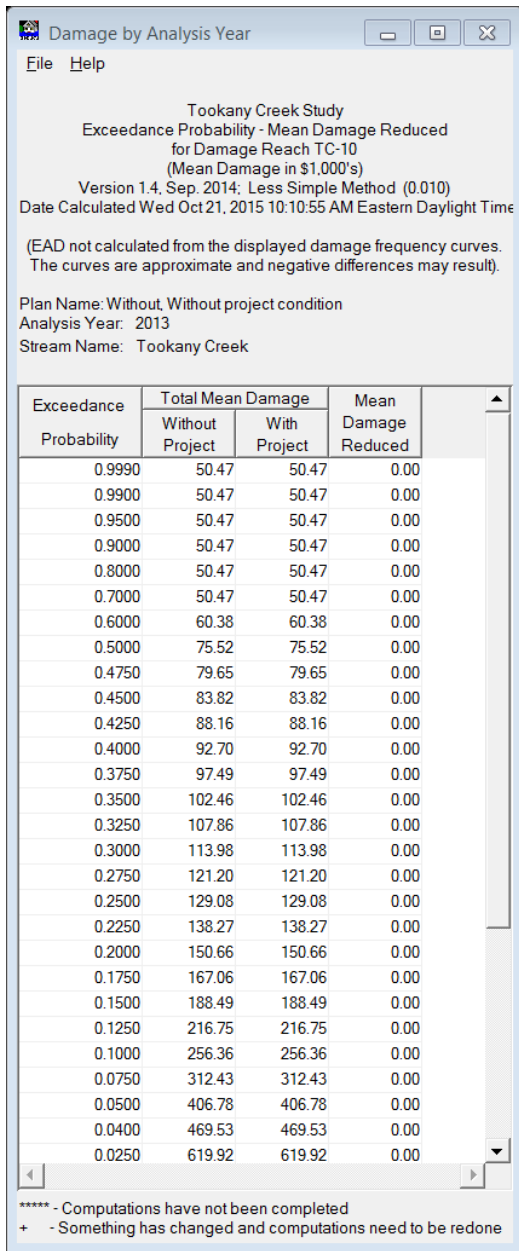 Damage by Analysis Year
File Help
Tookany Creek Study
Exceedance Probability - Mean Damage Reduced
for Damage Reach TC-10
(Mean Damage in $1,000's)
Version 1.4, Sep. 2014; Less Simple Method (0.010)
Date Calculated Wed Oct 21, 2015 10:10:55 AM Eastern Daylight Time
(EAD not calculated from the displayed damage frequency curves.
The curves are approximate and negative differences may result).
Plan Name: Without, Without project condition
Analysis Year: 2013
Stream Name: Tookany Creek
Exceedance Probability Total Mean Damage Mean Damage Reduced
Without Project With Project
0.9990 50.47 50.47 0.00
0.9900 50.47 50.47 0.00
0.9500 50.47 50.47 0.00
0.9000 50.47 50.47 0.00
0.8000 50.47 50.47 0.00
0.7000 50.47 50.47 0.00
0.6000 60.38 60.38 0.00
0.5000 75.52 75.52 0.00
0.4750 79.65 79.65 0.00
0.4500 83.82 83.82 0.00
0.4250 88.16 88.16 0.00
0.4000 92.70 92.70 0.00
0.3750 97.49 97.49 0.00
0.3500 102.46 102.46 0.00
0.3250 107.86 107.86 0.00
0.3000 113.98 113.98 0.00
0.2750 121.20 121.20 0.00
0.2500 129.08 129.08 0.00
0.2250 138.27 138.27 0.00
0.2000 150.66 150.66 0.00
0.1750 167.06 167.06 0.00
0.1500 188.49 188.49 0.00
0.1250 216.75 216.75 0.00
0.1000 256.36 256.36 0.00
0.0750 312.43 312.43 0.00
0.0500 406.78 406.78 0.00
0.0400 469.53 469.53 0.00
0.0250 619.92 619.92 0.00
***** - Computations have not been completed
+ - Something has changed and computations need to be redone